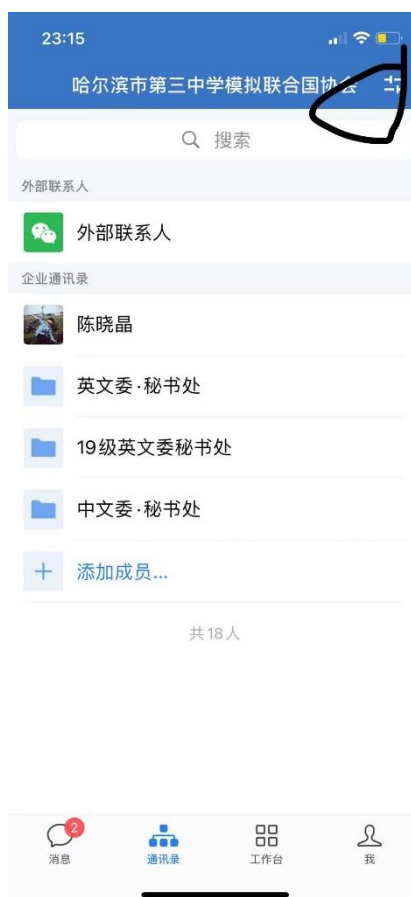 23:15
哈尔滨市第三中学模拟联合国协会
搜索
外部联系人
外部联系人
企业通讯录
陈晓晶
英文委·秘书处
19级英文委秘书处
中文委·秘书处
添加成员...
共18人
2
消息 通讯录 工作台 我